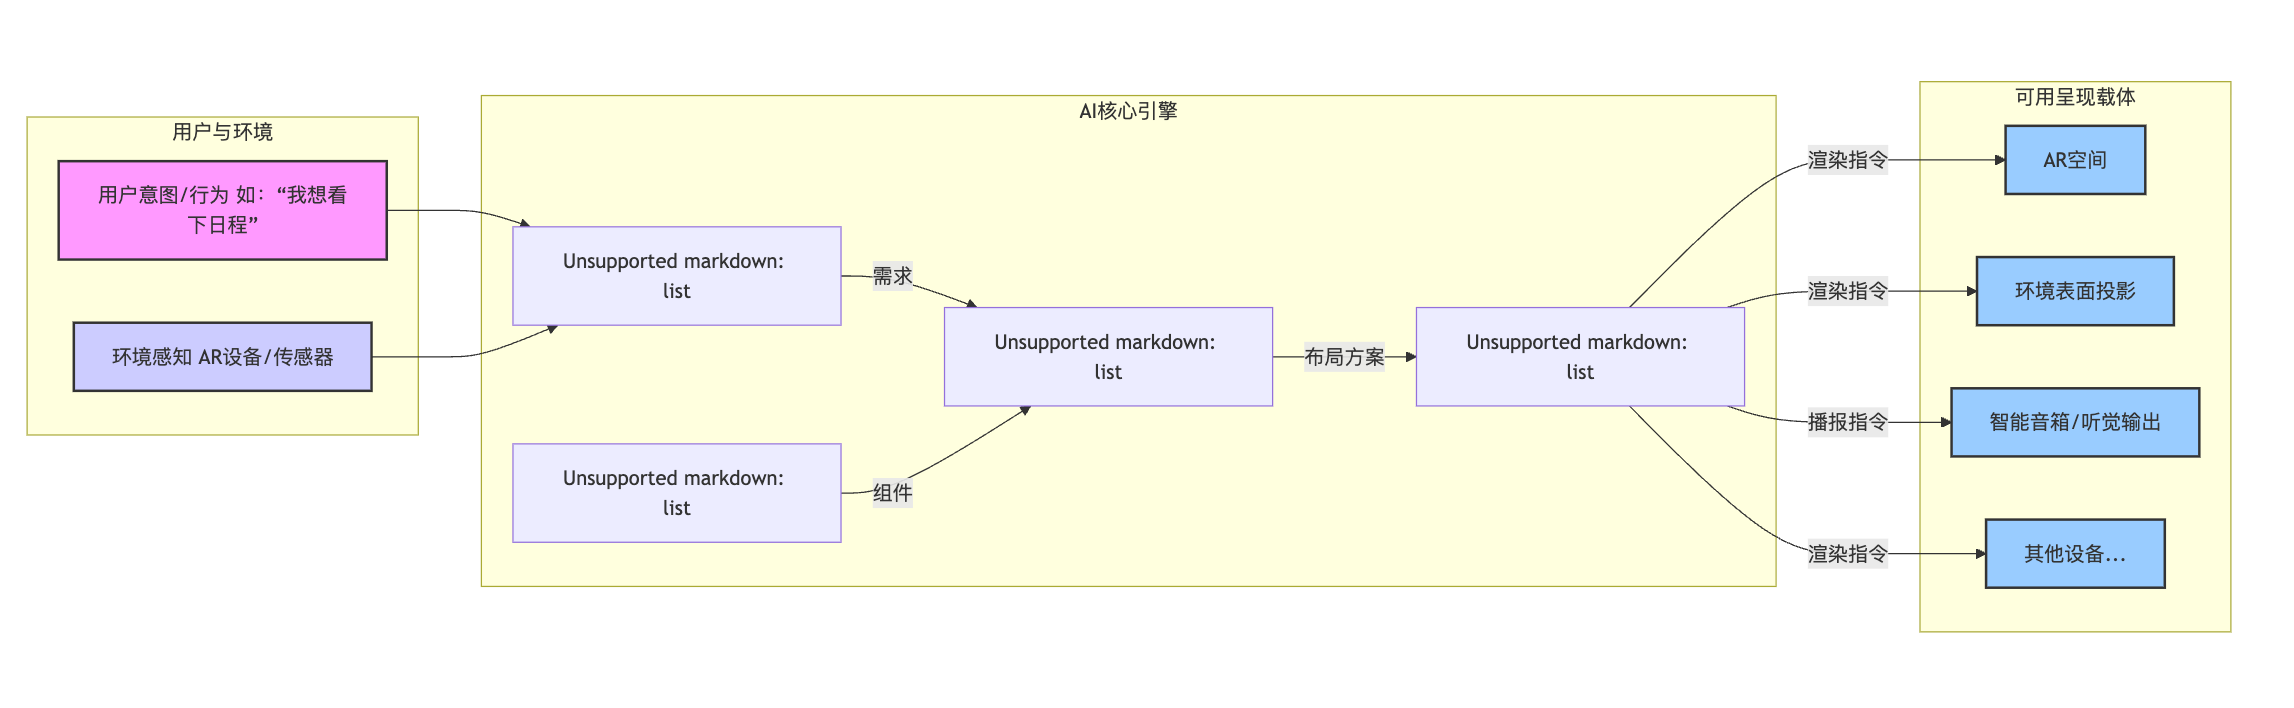 用户与环境
用户意图/行为 如：“我想看
下日程”
环境感知 AR设备/传感器
AI核心引擎
Unsupported markdown:
list
需求
Unsupported markdown:
list
组件
Unsupported markdown:
list
布局方案
Unsupported markdown:
list
渲染指令
渲染指令
播报指令
渲染指令
可用呈现载体
AR空间
环境表面投影
智能音箱/听觉输出
其他设备...